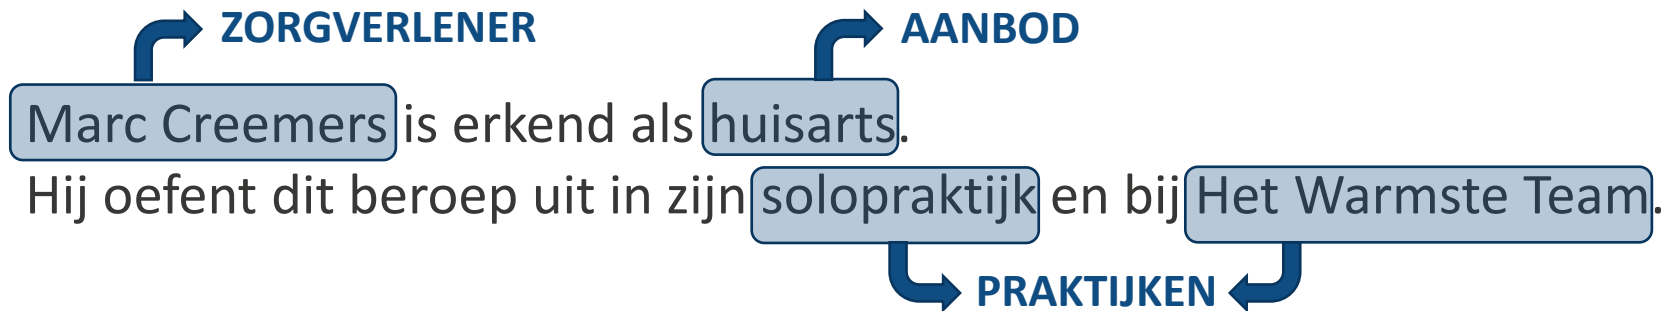 ZORGVERLENER AANBOD
Marc Creemers is erkend als huisarts.
Hij oefent dit beroep uit in zijn solopraktijk en bij Het Warmste Team.
PRAKTIJKEN